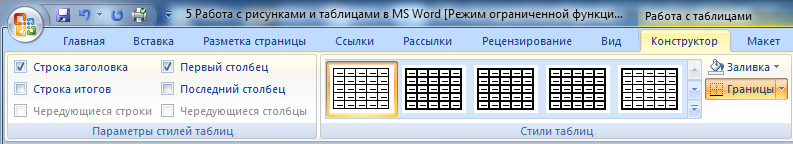 5 Работа с рисунками и таблицами в MS Word [Режим ограниченной функци... Работа с таблицами
Главная Вставка Разметка страницы Ссылки Рассылки Рецензирование Вид Конструктор Макет
Строка заголовка Первый столбец Заливка
Строка итогов Последний столбец Границы
Чередующиеся строки Чередующиеся столбцы
Параметры стилей таблиц Стили таблиц